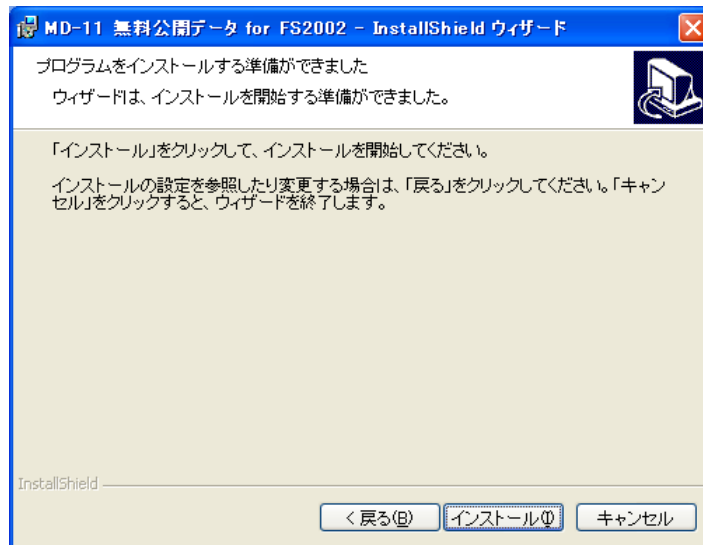 MD-11 無料公開データ for FS2002 - InstallShield ウィザード
プログラムをインストールする準備ができました
ウィザードは、インストールを開始する準備ができました。
「インストール」をクリックして、インストールを開始してください。
インストールの設定を参照したり変更する場合は、「戻る」をクリックしてください。「キャン
セル」をクリックすると、ウィザードを終了します。
InstallShield
< 戻る(B) インストール(I) キャンセル